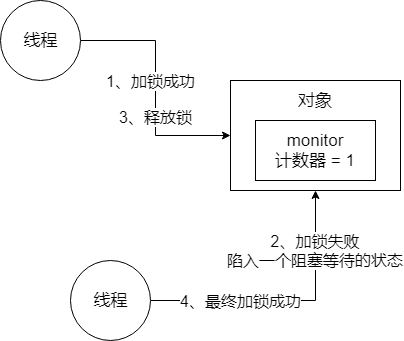 线程
1、加锁成功
3、释放锁
对象
monitor
计数器 = 1
2、加锁失败
陷入一个阻塞等待的状态
线程
4、最终加锁成功